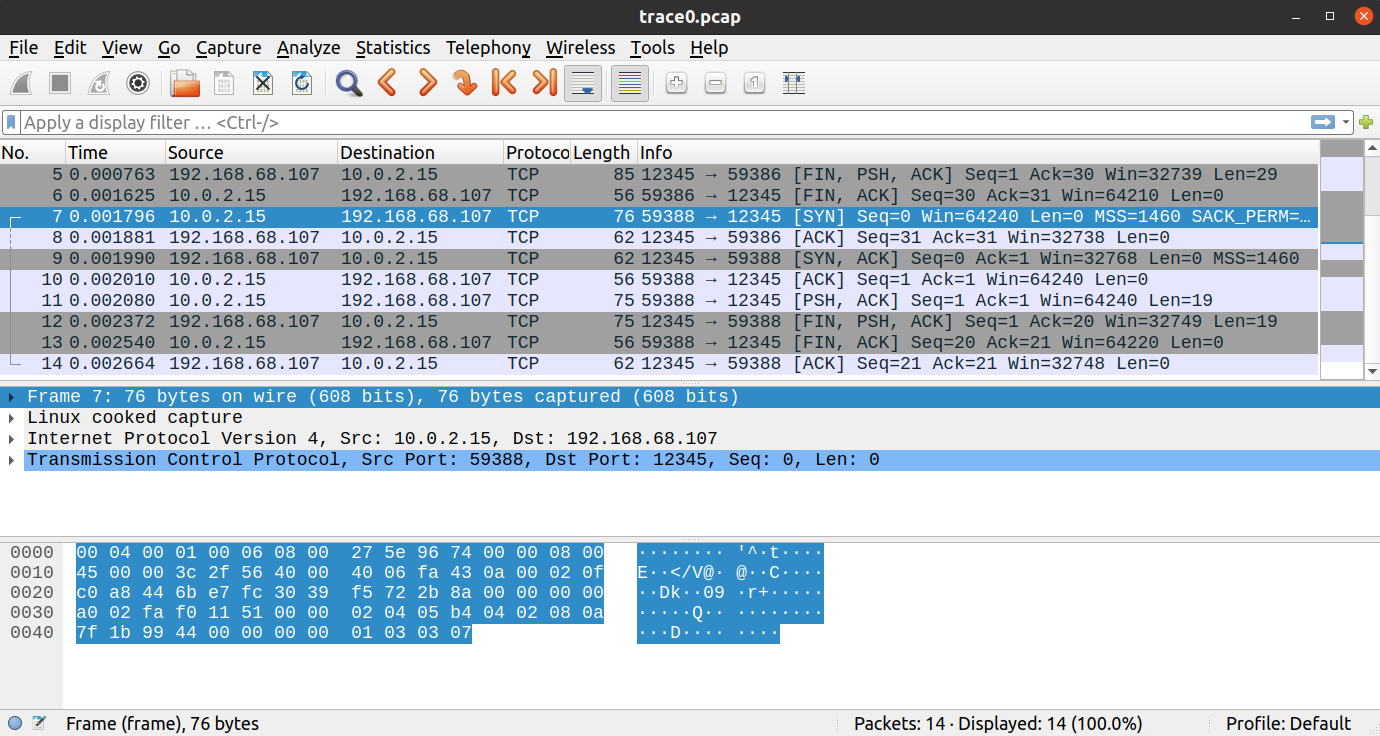 trace0.pcap
File Edit View Go Capture Analyze Statistics Telephony Wireless Tools Help
Apply a display filter … <Ctrl-/>
No. Time Source Destination Protoco Length Info
5 0.000763 192.168.68.107 10.0.2.15 TCP 85 12345 → 59386 [FIN, PSH, ACK] Seq=1 Ack=30 Win=32739 Len=29
6 0.001625 10.0.2.15 192.168.68.107 TCP 56 59386 → 12345 [FIN, ACK] Seq=30 Ack=31 Win=64210 Len=0
7 0.001796 10.0.2.15 192.168.68.107 TCP 76 59388 → 12345 [SYN] Seq=0 Win=64240 Len=0 MSS=1460 SACK_PERM=…
8 0.001881 192.168.68.107 10.0.2.15 TCP 62 12345 → 59386 [ACK] Seq=31 Ack=31 Win=32738 Len=0
9 0.001990 192.168.68.107 10.0.2.15 TCP 62 12345 → 59388 [SYN, ACK] Seq=0 Ack=1 Win=32768 Len=0 MSS=1460
10 0.002010 10.0.2.15 192.168.68.107 TCP 56 59388 → 12345 [ACK] Seq=1 Ack=1 Win=64240 Len=0
11 0.002080 10.0.2.15 192.168.68.107 TCP 75 59388 → 12345 [PSH, ACK] Seq=1 Ack=1 Win=64240 Len=19
12 0.002372 192.168.68.107 10.0.2.15 TCP 75 12345 → 59388 [FIN, PSH, ACK] Seq=1 Ack=20 Win=32749 Len=19
13 0.002540 10.0.2.15 192.168.68.107 TCP 56 59388 → 12345 [FIN, ACK] Seq=20 Ack=21 Win=64220 Len=0
14 0.002664 192.168.68.107 10.0.2.15 TCP 62 12345 → 59388 [ACK] Seq=21 Ack=21 Win=32748 Len=0
Frame 7: 76 bytes on wire (608 bits), 76 bytes captured (608 bits)
Linux cooked capture
Internet Protocol Version 4, Src: 10.0.2.15, Dst: 192.168.68.107
Transmission Control Protocol, Src Port: 59388, Dst Port: 12345, Seq: 0, Len: 0
0000 00 04 00 01 00 06 08 00 27 5e 96 74 00 00 08 00 ········ '^·t····
0010 45 00 00 3c 2f 56 40 00 40 06 fa 43 0a 00 02 0f E··</V@· @··C····
0020 c0 a8 44 6b e7 fc 30 39 f5 72 2b 8a 00 00 00 00 ··Dk··09 ·r+·····
0030 a0 02 fa f0 11 51 00 00 02 04 05 b4 04 02 08 0a ·····Q·· ········
0040 7f 1b 99 44 00 00 00 00 01 03 03 07 ···D···· ····
Frame (frame), 76 bytes Packets: 14 · Displayed: 14 (100.0%) Profile: Default